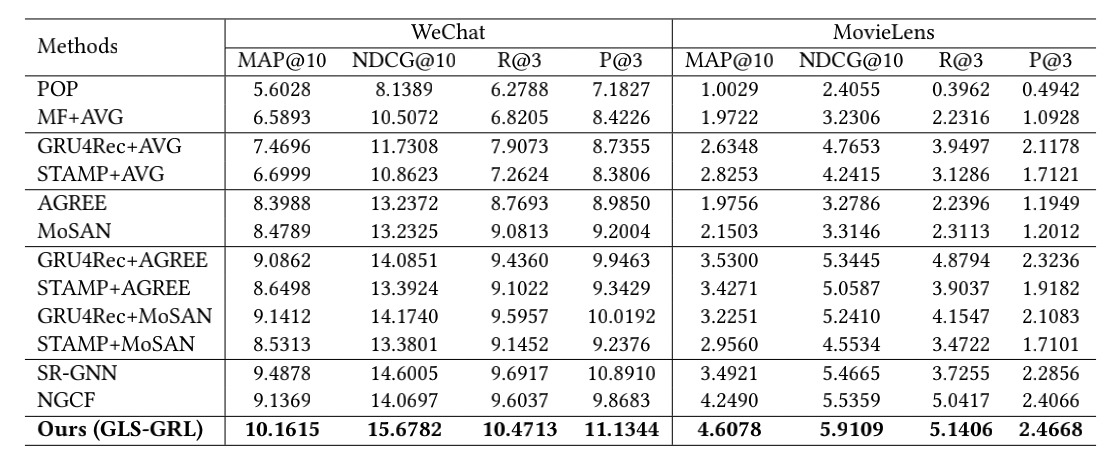 Methods WeChat MovieLens
MAP@10 NDCG@10 R@3 P@3 MAP@10 NDCG@10 R@3 P@3
POP 5.6028 8.1389 6.2788 7.1827 1.0029 2.4055 0.3962 0.4942
MF+AVG 6.5893 10.5072 6.8205 8.4226 1.9722 3.2306 2.2316 1.0928
GRU4Rec+AVG 7.4696 11.7308 7.9073 8.7355 2.6348 4.7653 3.9497 2.1178
STAMP+AVG 6.6999 10.8623 7.2624 8.3806 2.8253 4.2415 3.1286 1.7121
AGREE 8.3988 13.2372 8.7693 8.9850 1.9756 3.2786 2.2396 1.1949
MoSAN 8.4789 13.2325 9.0813 9.2004 2.1503 3.3146 2.3113 1.2012
GRU4Rec+AGREE 9.0862 14.0851 9.4360 9.9463 3.5300 5.3445 4.8794 2.3236
STAMP+AGREE 8.6498 13.3924 9.1022 9.3429 3.4271 5.0587 3.9037 1.9182
GRU4Rec+MoSAN 9.1412 14.1740 9.5957 10.0192 3.2251 5.2410 4.1547 2.1083
STAMP+MoSAN 8.5313 13.3801 9.1452 9.2376 2.9560 4.5534 3.4722 1.7101
SR-GNN 9.4878 14.6005 9.6917 10.8910 3.4921 5.4665 3.7255 2.2856
NGCF 9.1369 14.0697 9.6037 9.8683 4.2490 5.5359 5.0417 2.4066
Ours (GLS-GRL) 10.1615 15.6782 10.4713 11.1344 4.6078 5.9109 5.1406 2.4668